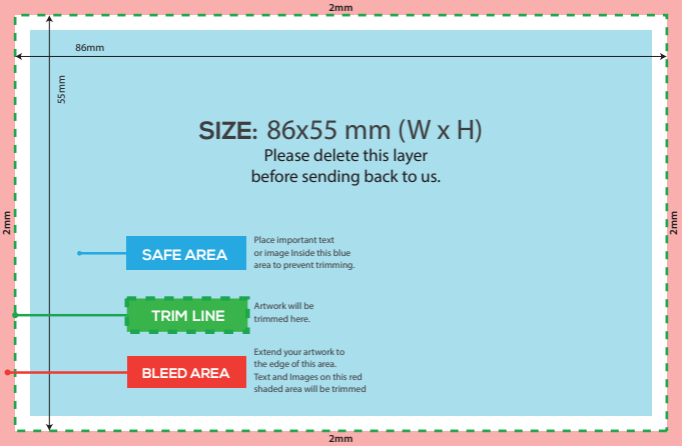 2mm
86mm
55mm
SIZE: 86x55 mm (W x H)
Please delete this layer
before sending back to us.
2mm
2mm
SAFE AREA
Place important text
or image Inside this blue
area to prevent trimming.
TRIM LINE
Artwork will be
trimmed here.
BLEED AREA
Extend your artwork to
the edge of this area.
Text and Images on this red
shaded area will be trimmed
2mm